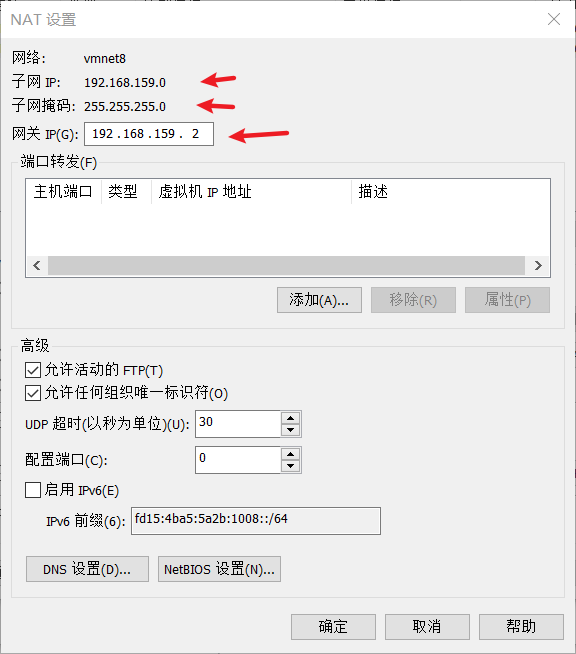 NAT 设置
网络: vmnet8
子网 IP: 192.168.159.0
子网掩码: 255.255.255.0
网关 IP(G): 192 . 168 . 159 . 2
端口转发(F)
主机端口 类型 虚拟机 IP 地址 描述
添加(A)... 移除(R) 属性(P)
高级
允许活动的 FTP(T)
允许任何组织唯一标识符(O)
UDP 超时(以秒为单位)(U): 30
配置端口(C): 0
启用 IPv6(E)
IPv6 前缀(6): fd15:4ba5:5a2b:1008::/64
DNS 设置(D)... NetBIOS 设置(N)...
确定 取消 帮助